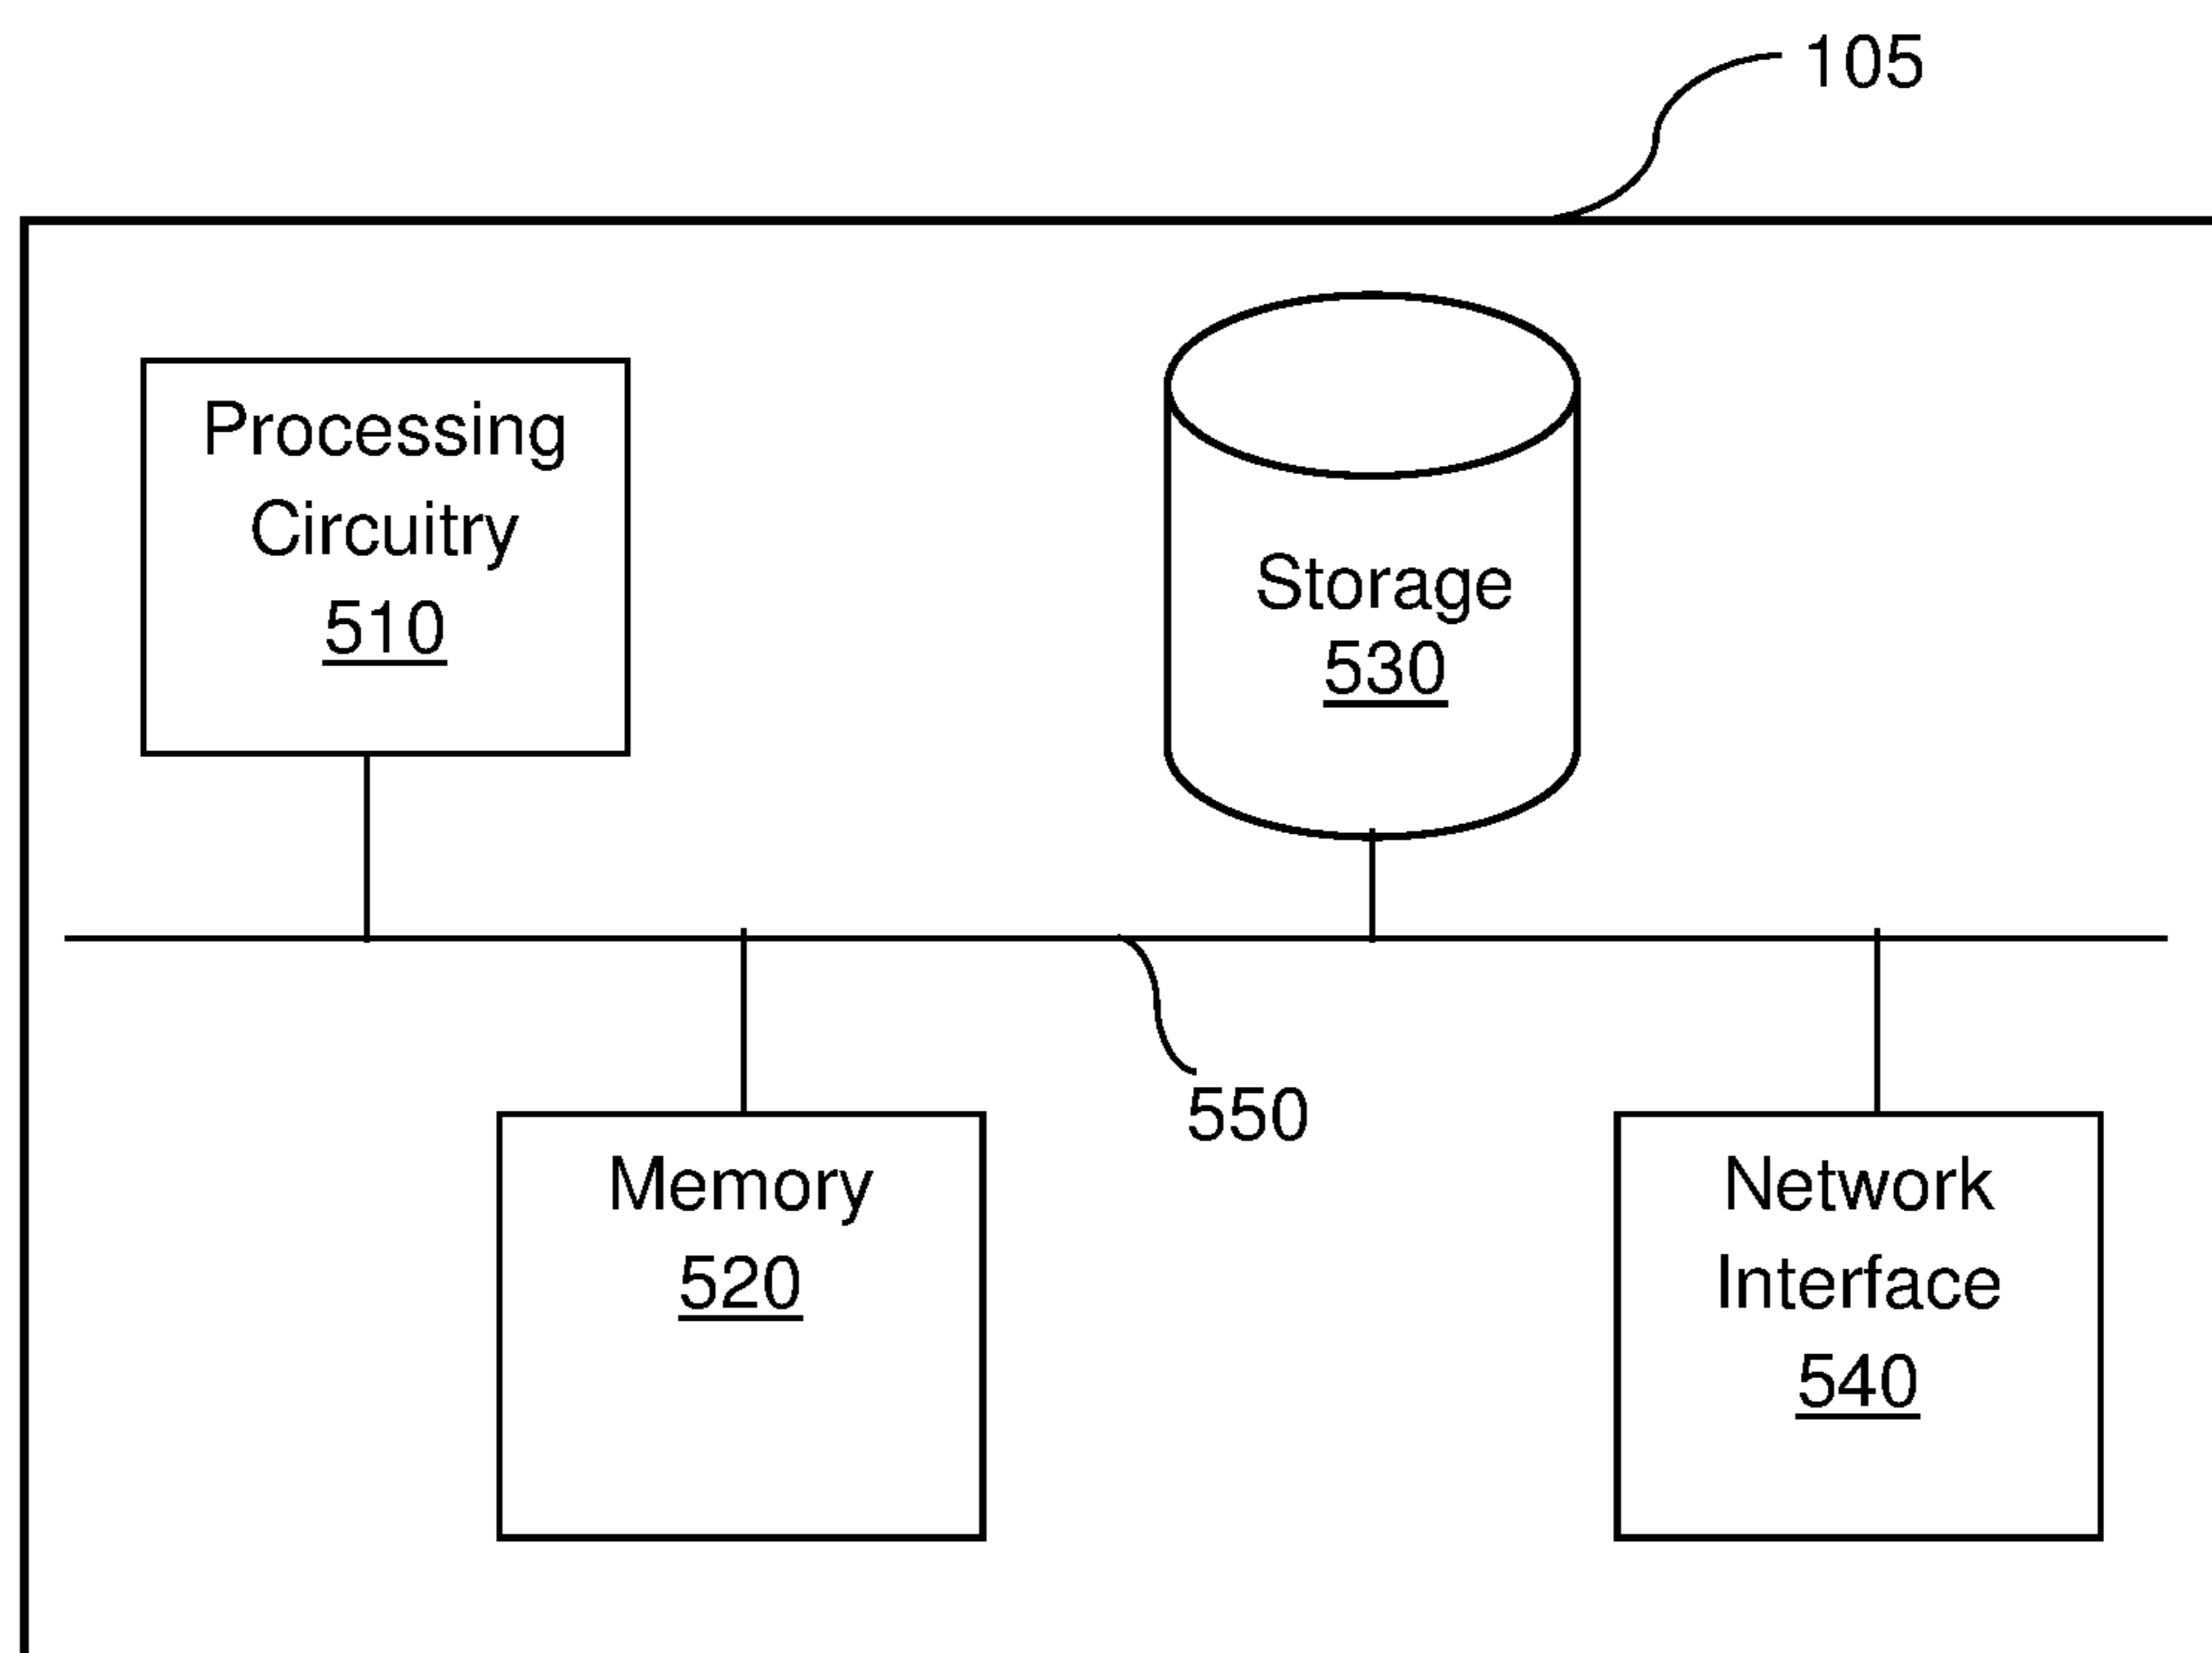 105
Processing
Circuitry
510
Storage
530
550
Memory
520
Network
Interface
540